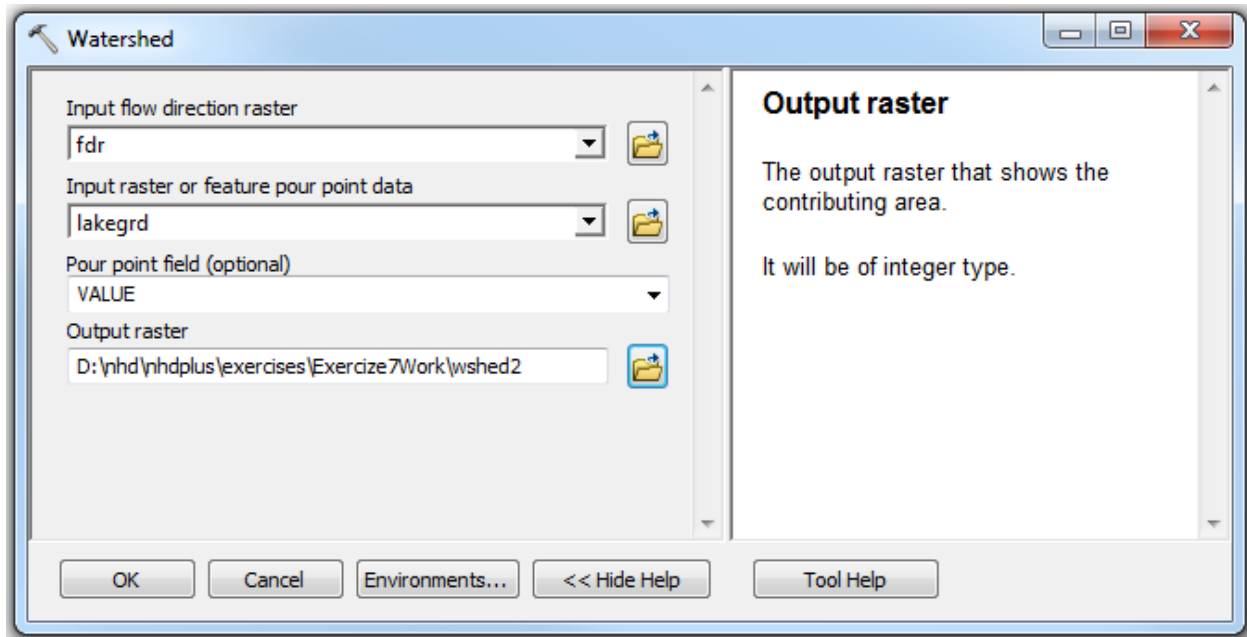 Watershed
Input flow direction raster
fdr
Input raster or feature pour point data
lakegrd
Pour point field (optional)
VALUE
Output raster
D:\nhd\nhdplus\exercises\Exercize7Work\wshed2
Output raster
The output raster that shows the
contributing area.
It will be of integer type.
OK
Cancel
Environments...
<< Hide Help
Tool Help